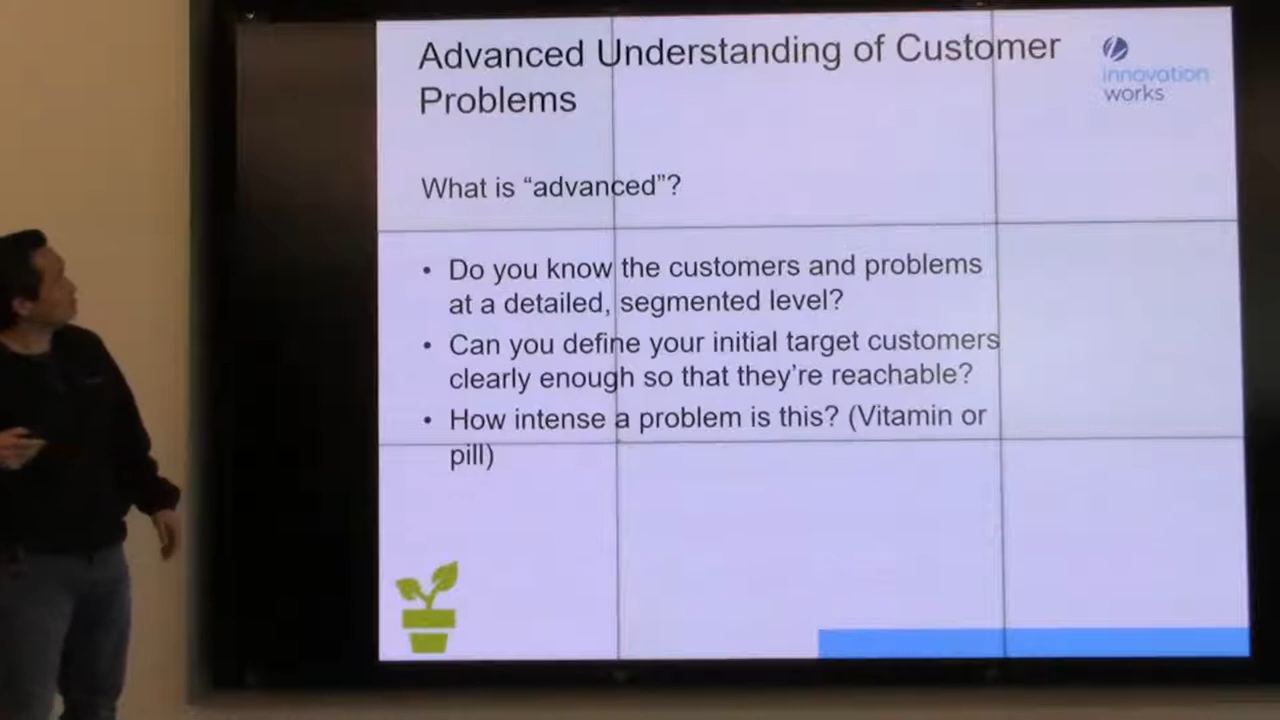 Advanced Understanding of Customer
Problems
innovation
works
What is “advanced”?
• Do you know the customers and problems
at a detailed, segmented level?
• Can you define your initial target customers
clearly enough so that they’re reachable?
• How intense a problem is this? (Vitamin or
pill)